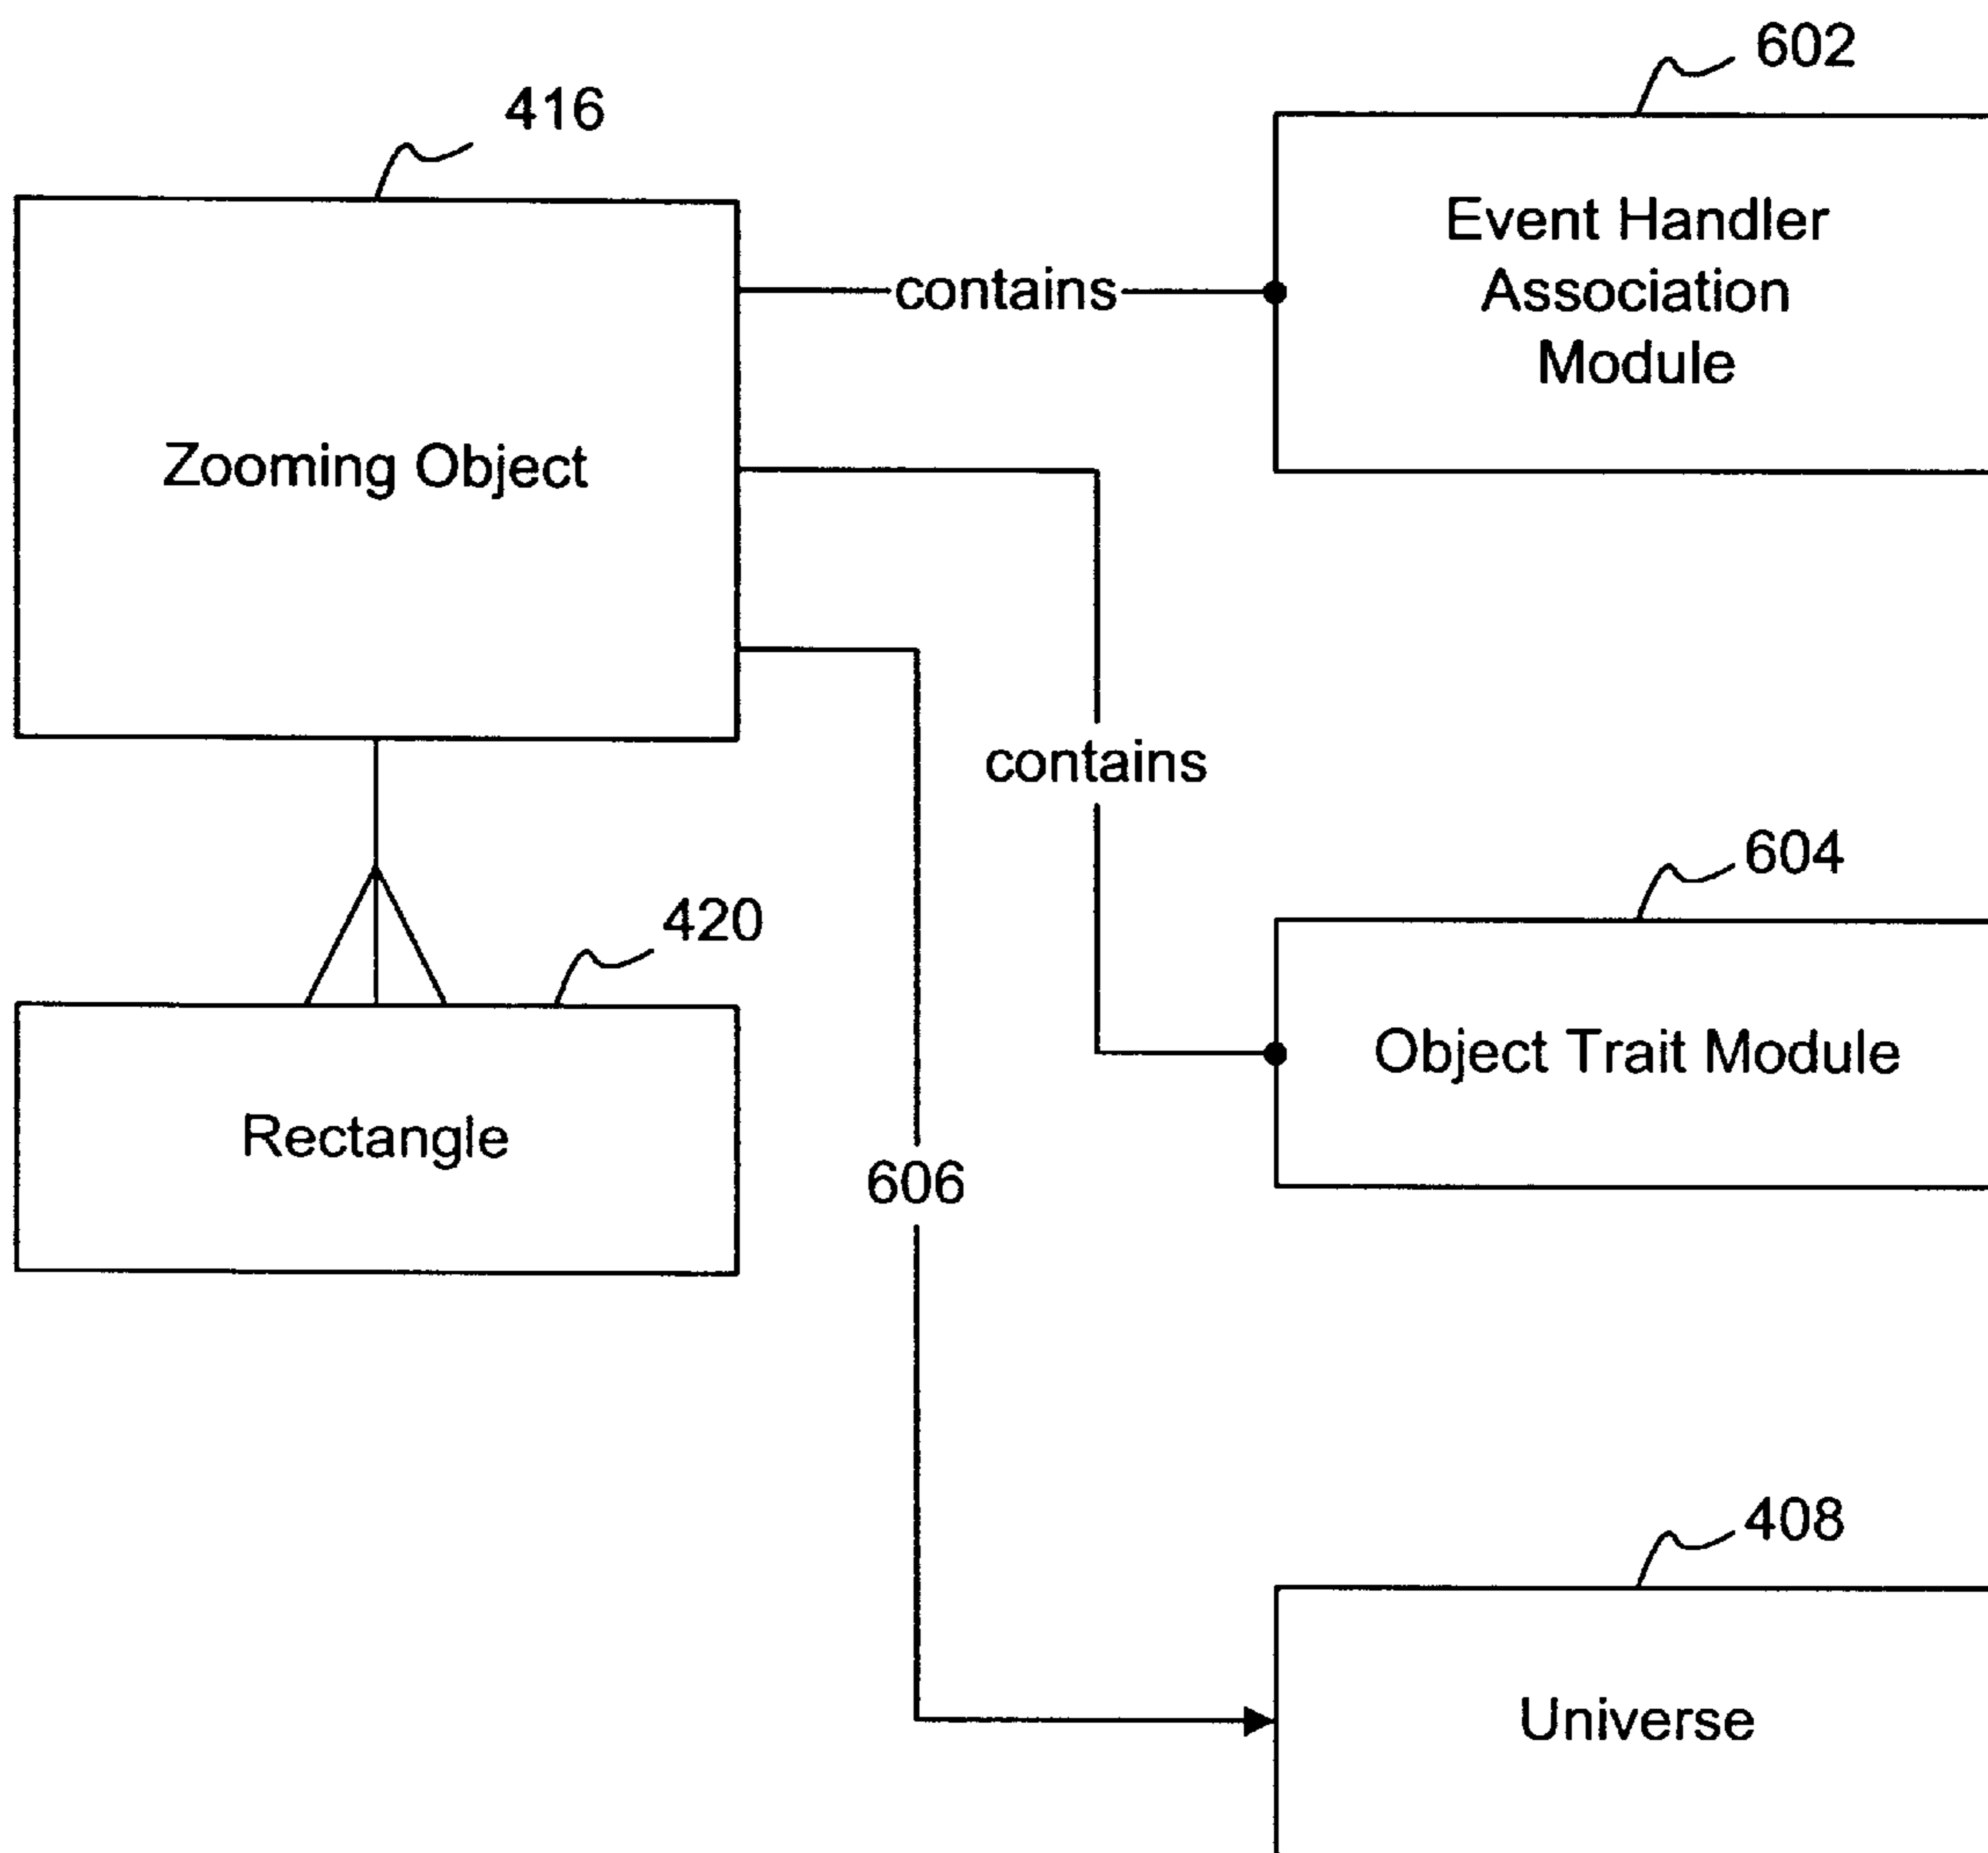 602
416
Event Handler
Association
Module
contains
Zooming Object
contains
604
420
Object Trait Module
Rectangle
606
408
Universe